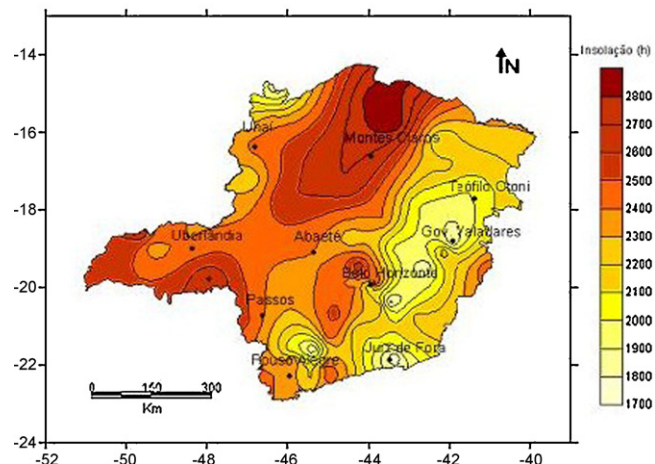 -14
-16
-18
-20
-22
-24
-52
-50
-48
-46
-44
-42
-40
N
Insolação (h)
2800
2700
2600
2500
2400
2300
2200
2100
2000
1900
1800
1700
Unaí
Montes Claros
Teófilo Otoni
Uberlândia
Abaeté
Gov. Valadares
Belo Horizonte
Passos
Pouso Alegre
Juiz de Fora
0 150 300
Km